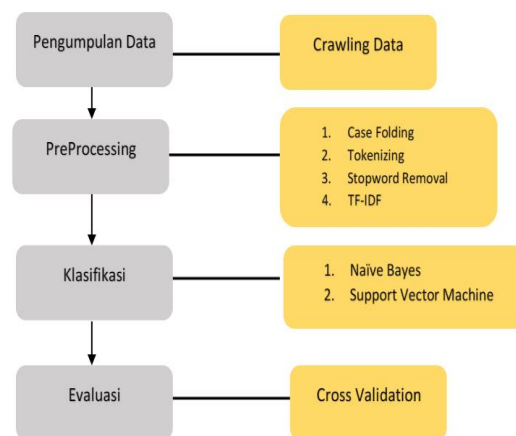 Pengumpulan Data
Crawling Data
PreProcessing
1. Case Folding
2. Tokenizing
3. Stopword Removal
4. TF-IDF
Klasifikasi
1. Naïve Bayes
2. Support Vector Machine
Evaluasi
Cross Validation